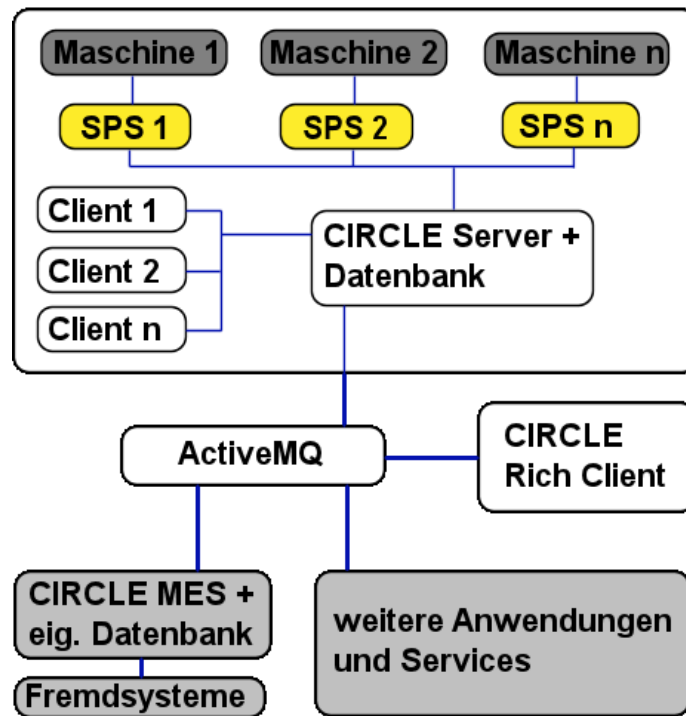 Maschine 1
Maschine 2
Maschine n
SPS 1
SPS 2
SPS n
Client 1
Client 2
Client n
CIRCLE Server +
Datenbank
ActiveMQ
CIRCLE
Rich Client
CIRCLE MES +
eig. Datenbank
Fremdsysteme
weitere Anwendungen
und Services